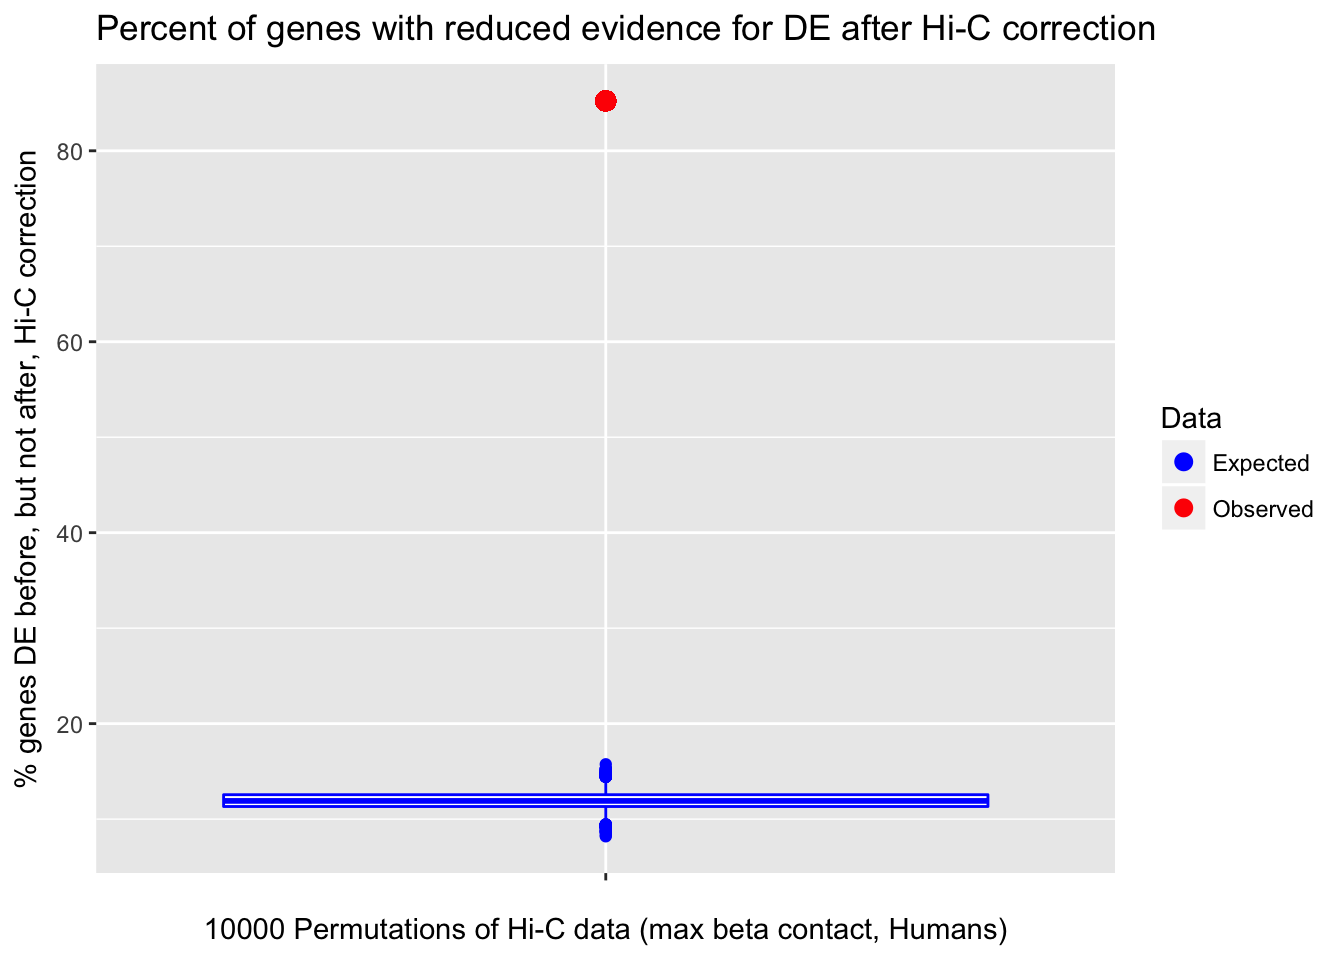 Percent of genes with reduced evidence for DE after Hi-C correction
% genes DE before, but not after, Hi-C correction
80
60
40
20
10000 Permutations of Hi-C data (max beta contact, Humans)
Data
Expected
Observed